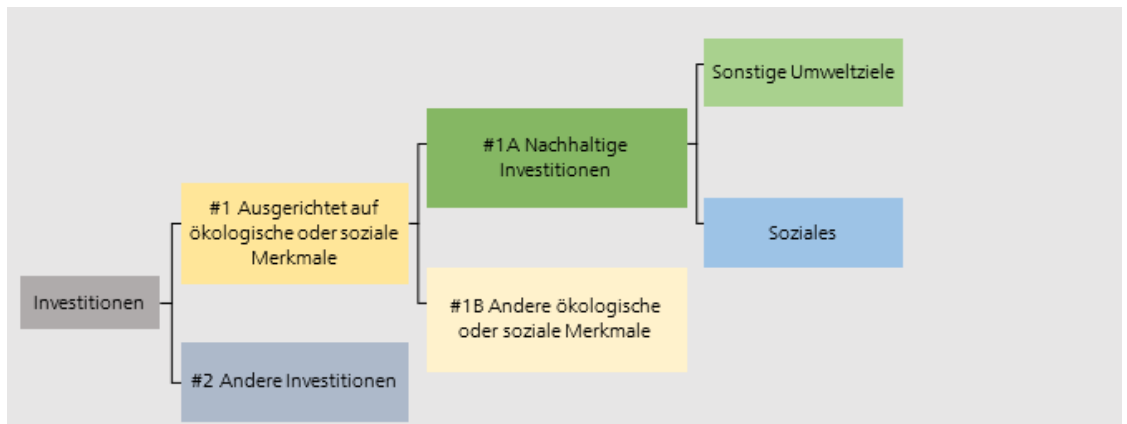 Sonstige Umweltziele
#1A Nachhaltige
Investitionen
#1 Ausgerichtet auf
ökologische oder soziale
Merkmale
Soziales
Investitionen
#1B Andere ökologische
oder soziale Merkmale
#2 Andere Investitionen